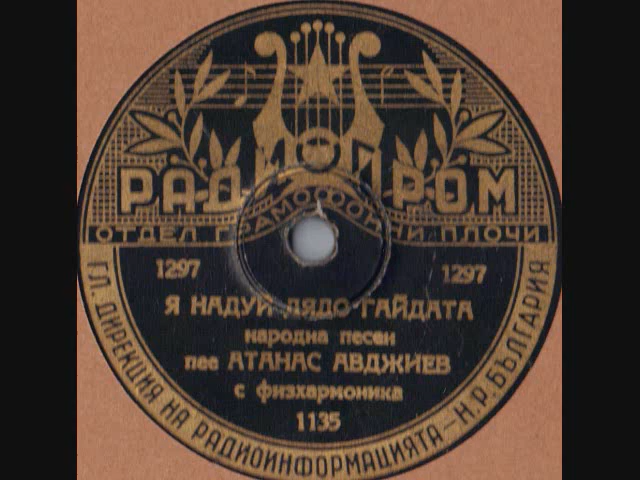 РАДИОПРОМ
ОТДЕЛ ГРАМОФОННИ ПЛОЧИ
1297 1297
Я НАДУЙ ДЯДО ГАЙДАТА
народна песен
пее АТАНАС АВДЖИЕВ
с физхармоника
1135
ГЛ. ДИРЕКЦИЯ НА РАДИОИНФОРМАЦИЯТА – Н.Р. БЪЛГАРИЯ